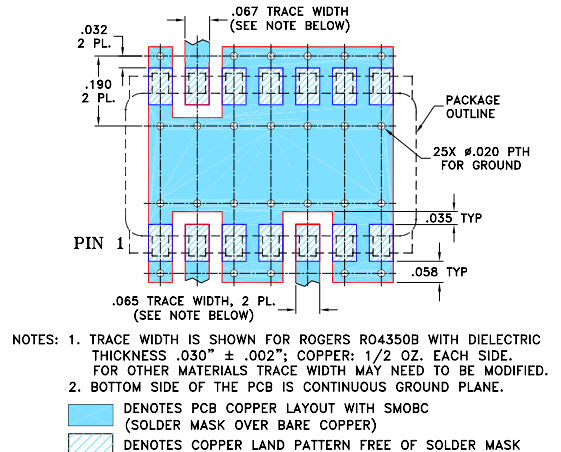 .067 TRACE WIDTH
(SEE NOTE BELOW)
.032
2 PL.
.190
2 PL.
PACKAGE
OUTLINE
25X ø.020 PTH
FOR GROUND
.035 TYP
PIN 1
.058 TYP
.065 TRACE WIDTH, 2 PL.
(SEE NOTE BELOW)
NOTES: 1. TRACE WIDTH IS SHOWN FOR ROGERS RO4350B WITH DIELECTRIC
THICKNESS .030" ± .002"; COPPER: 1/2 OZ. EACH SIDE.
FOR OTHER MATERIALS TRACE WIDTH MAY NEED TO BE MODIFIED.
2. BOTTOM SIDE OF THE PCB IS CONTINUOUS GROUND PLANE.
DENOTES PCB COPPER LAYOUT WITH SMOBC
(SOLDER MASK OVER BARE COPPER)
DENOTES COPPER LAND PATTERN FREE OF SOLDER MASK